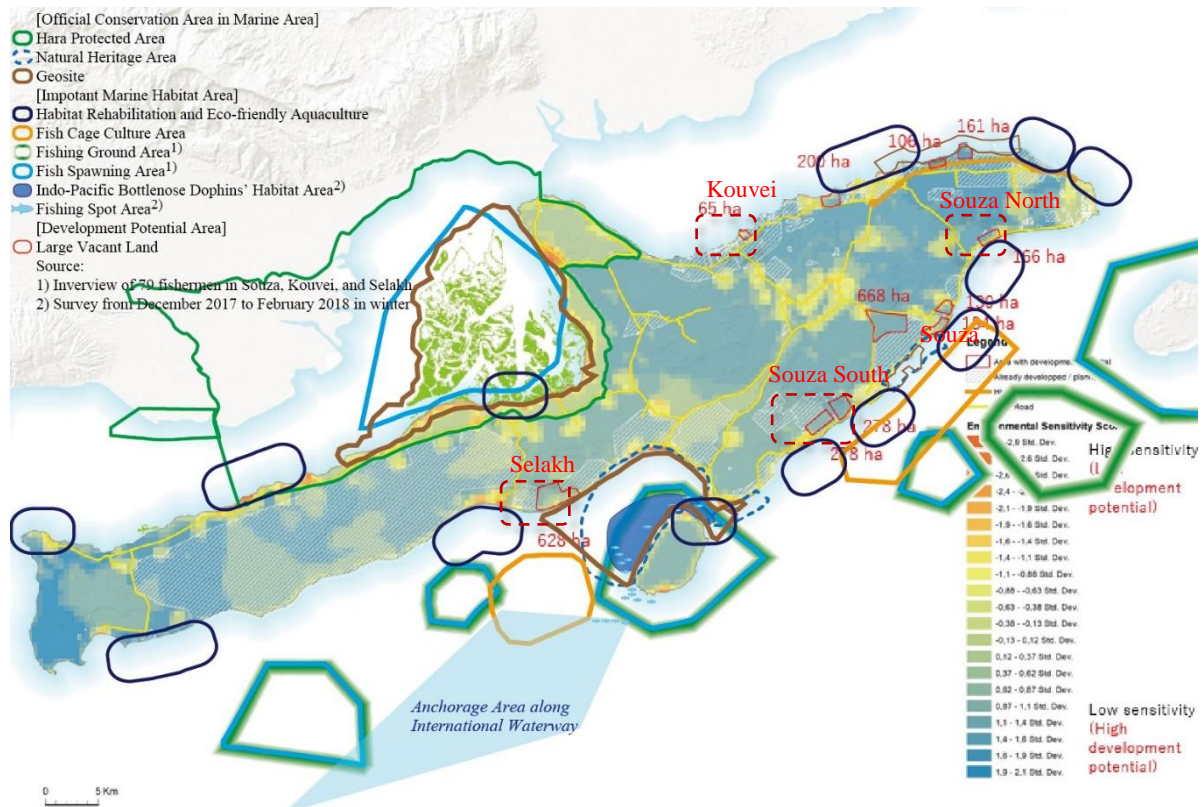 [Official Conservation Area in Marine Area]
Hara Protected Area
Natural Heritage Area
Geosite
[Impotant Marine Habitat Area]
Habitat Rehabilitation and Eco-friendly Aquaculture
Fish Cage Culture Area
Fishing Ground Area1)
Fish Spawning Area1)
Indo-Pacific Bottlenose Dophins' Habitat Area2)
Fishing Spot Area2)
[Development Potential Area]
Large Vacant Land
Source:
1) Inverview of 79 fishermen in Souza, Kouvei, and Selakh
2) Survey from December 2017 to February 2018 in winter
161 ha
106 ha
200 ha
Kouvei
65 ha
Souza North
166 ha
668 ha
Souza
Souza South
278 ha
Selakh
628 ha
Anchorage Area along
International Waterway
0 5 Km
Legend
Already developped /
Road
Environmental Sensitivity
-2,1 - -1,9 Std. Dev.
-1,9 - -1,6 Std. Dev.
-1,6 - -1,4 Std. Dev.
-1,4 - -1,1 Std. Dev.
-1,1 - -0,88 Std. Dev.
-0,88 - -0,63 Std. Dev.
-0,63 - -0,38 Std. Dev.
-0,38 - -0,13 Std. Dev.
-0,13 - 0,12 Std. Dev.
0,12 - 0,37 Std. Dev.
0,37 - 0,62 Std. Dev.
0,62 - 0,87 Std. Dev.
0,87 - 1,1 Std. Dev.
1,1 - 1,4 Std. Dev.
1,4 - 1,6 Std. Dev.
1,6 - 1,9 Std. Dev.
1,9 - 2,1 Std. Dev.
sensitivity
potential)
Low sensitivity
(High
development
potential)